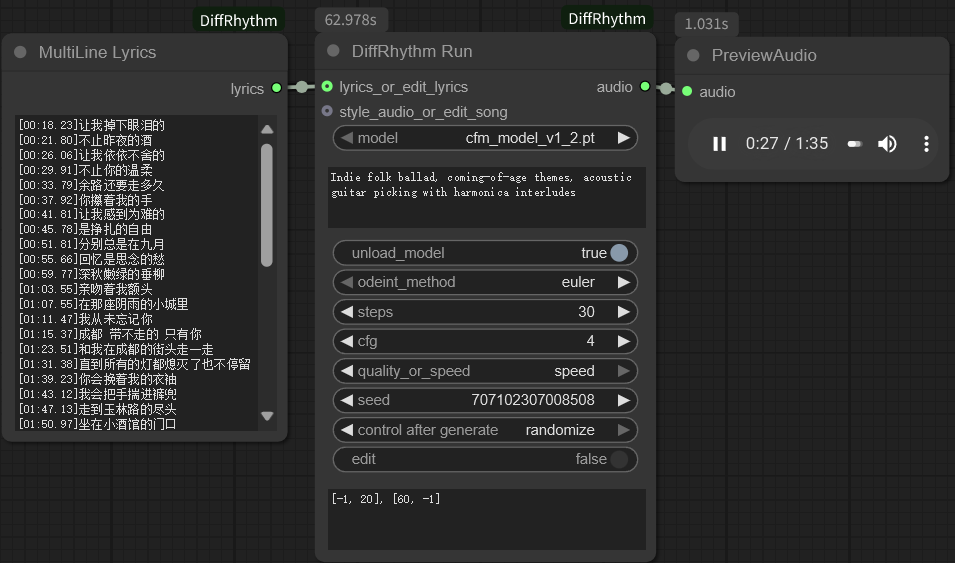 DiffRhythm
MultiLine Lyrics
lyrics
[00:18.23]让我掉下眼泪的
[00:21.80]不止昨夜的酒
[00:26.06]让我依依不舍的
[00:29.91]不止你的温柔
[00:33.79]余路还要走多久
[00:37.92]你攥着我的手
[00:41.81]让我感到为难的
[00:45.78]是挣扎的自由
[00:51.81]分别总是在九月
[00:55.66]回忆是思念的愁
[00:59.77]深秋嫩绿的垂柳
[01:03.55]亲吻着我额头
[01:07.55]在那座阴雨的小城里
[01:11.47]我从未忘记你
[01:15.37]成都 带不走的 只有你
[01:23.51]和我在成都的街头走一走
[01:31.38]直到所有的灯都熄灭了也不停留
[01:39.23]你会挽着我的衣袖
[01:43.12]我会把手揣进裤兜
[01:47.13]走到玉林路的尽头
[01:50.97]坐在小酒馆的门口
62.978s
DiffRhythm
DiffRhythm Run
lyrics_or_edit_lyrics
audio
style_audio_or_edit_song
model cfm_model_v1_2.pt
Indie folk ballad, coming-of-age themes, acoustic
guitar picking with harmonica interludes
unload_model true
odeint_method euler
steps 30
cfg 4
quality_or_speed speed
seed 707102307008508
control after generate randomize
edit false
[-1, 20], [60, -1]
1.031s
PreviewAudio
audio
0:27 / 1:35